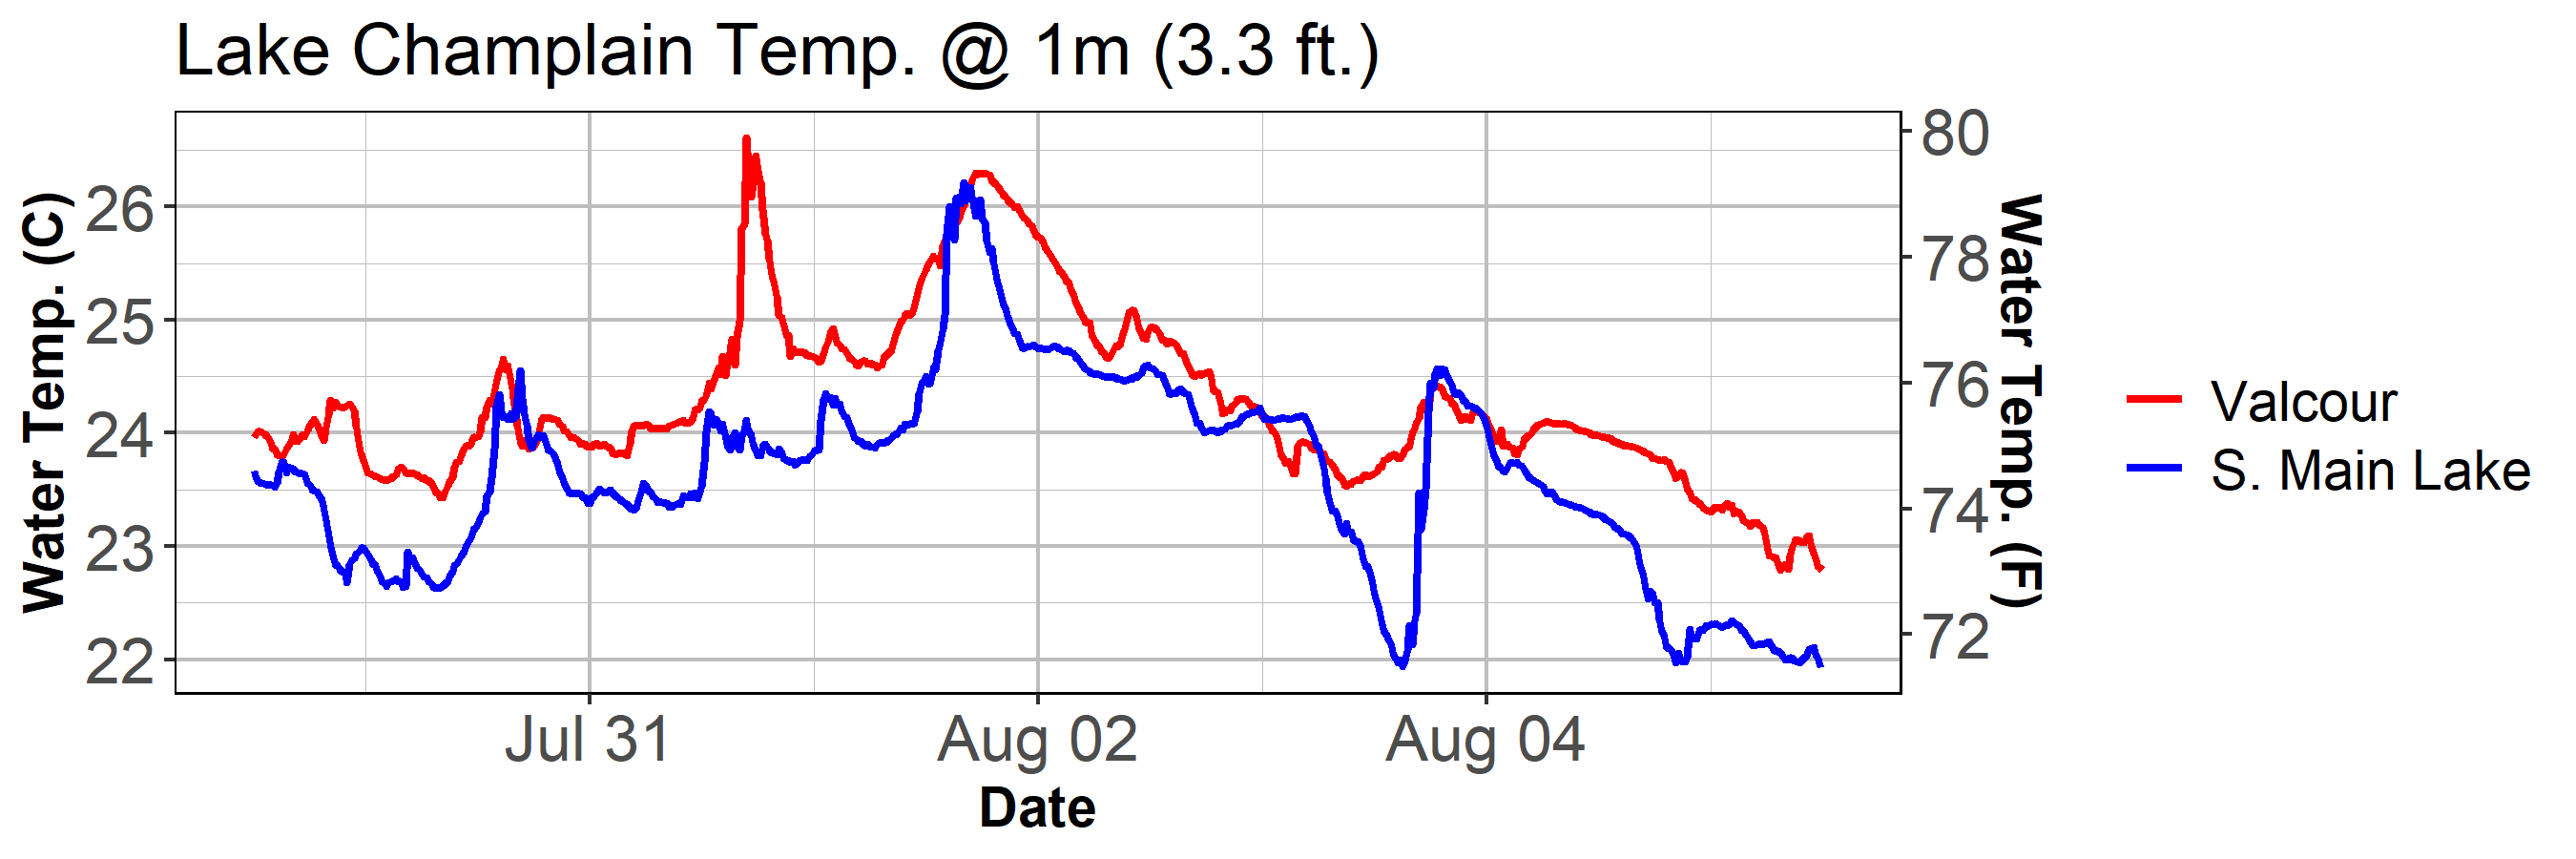 Lake Champlain Temp. @ 1m (3.3 ft.)
Water Temp. (C)
26
25
24
23
22
80
78
76
74
72
Water Temp. (F)
Jul 31
Aug 02
Aug 04
Date
Valcour
S. Main Lake